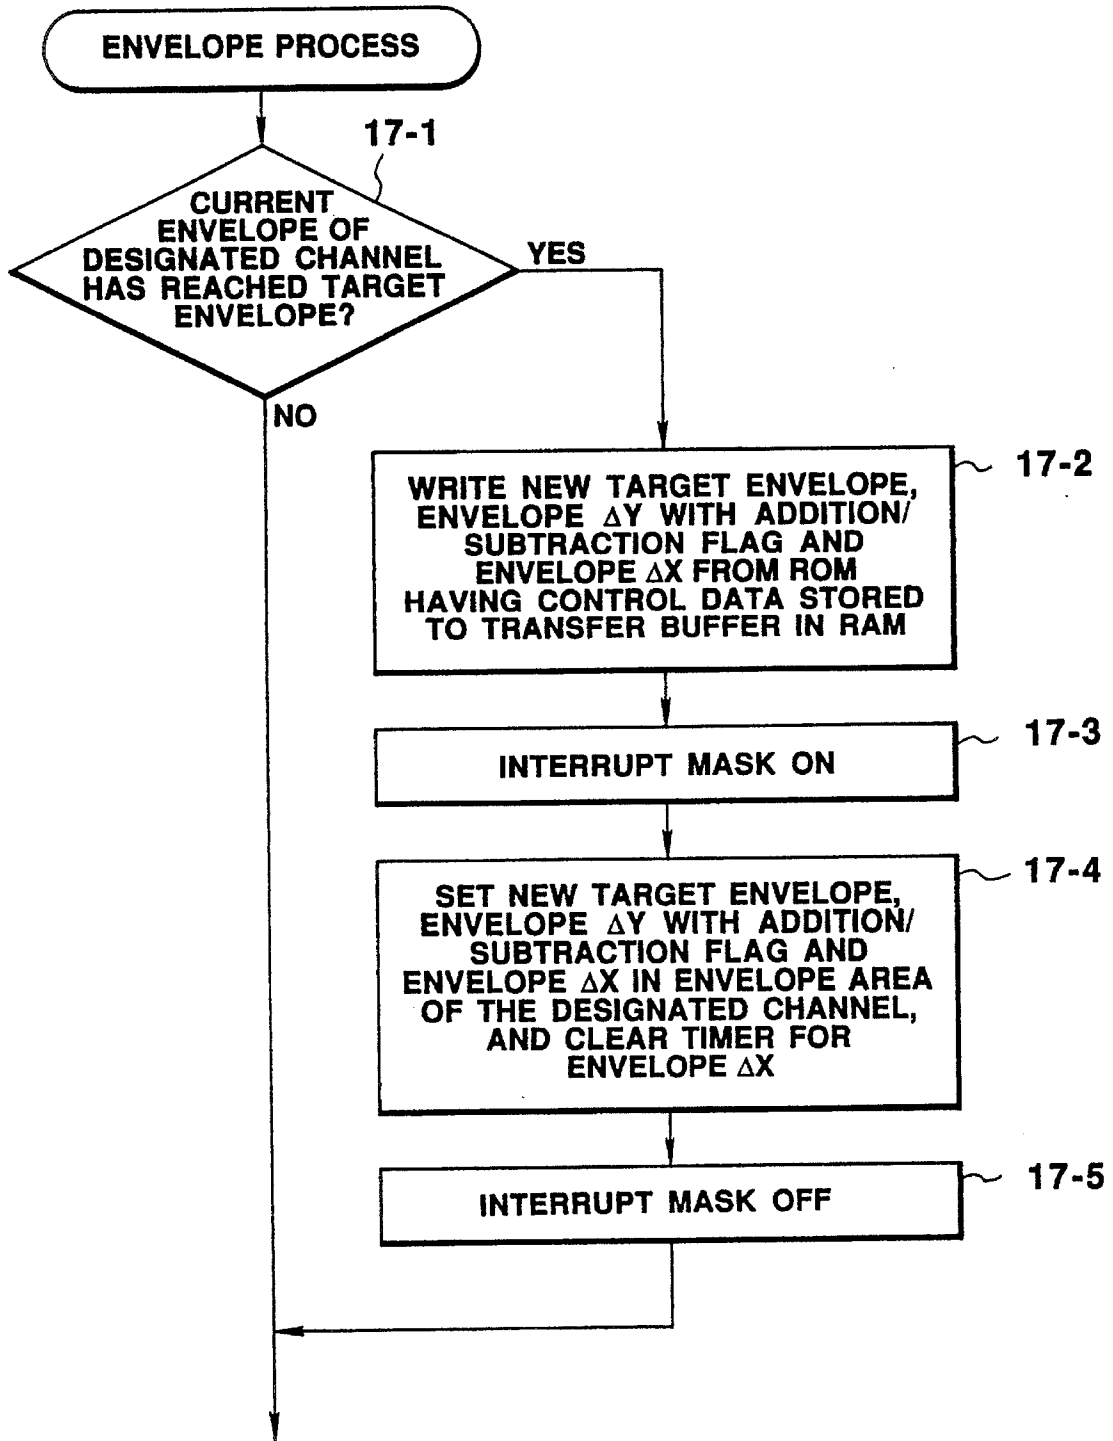 ENVELOPE PROCESS
17-1
CURRENT
ENVELOPE OF
DESIGNATED CHANNEL
HAS REACHED TARGET
ENVELOPE?
YES
NO
17-2
WRITE NEW TARGET ENVELOPE,
ENVELOPE ΔY WITH ADDITION/
SUBTRACTION FLAG AND
ENVELOPE ΔX FROM ROM
HAVING CONTROL DATA STORED
TO TRANSFER BUFFER IN RAM
17-3
INTERRUPT MASK ON
17-4
SET NEW TARGET ENVELOPE,
ENVELOPE ΔY WITH ADDITION/
SUBTRACTION FLAG AND
ENVELOPE ΔX IN ENVELOPE AREA
OF THE DESIGNATED CHANNEL,
AND CLEAR TIMER FOR
ENVELOPE ΔX
17-5
INTERRUPT MASK OFF